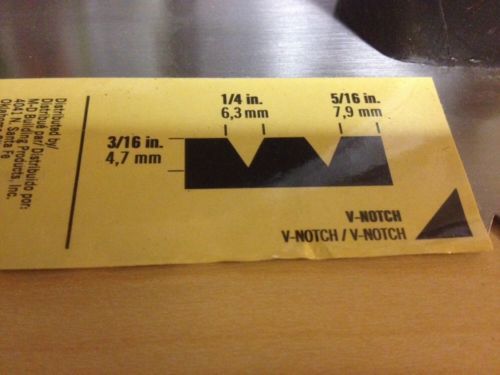 Distributed by/
Distribué par/ Distribuido por:
M-D Building Products, Inc.
4041 N. Santa Fe
1/4 in.
6,3 mm
5/16 in.
7,9 mm
3/16 in.
4,7 mm
V-NOTCH
V-NOTCH / V-NOTCH